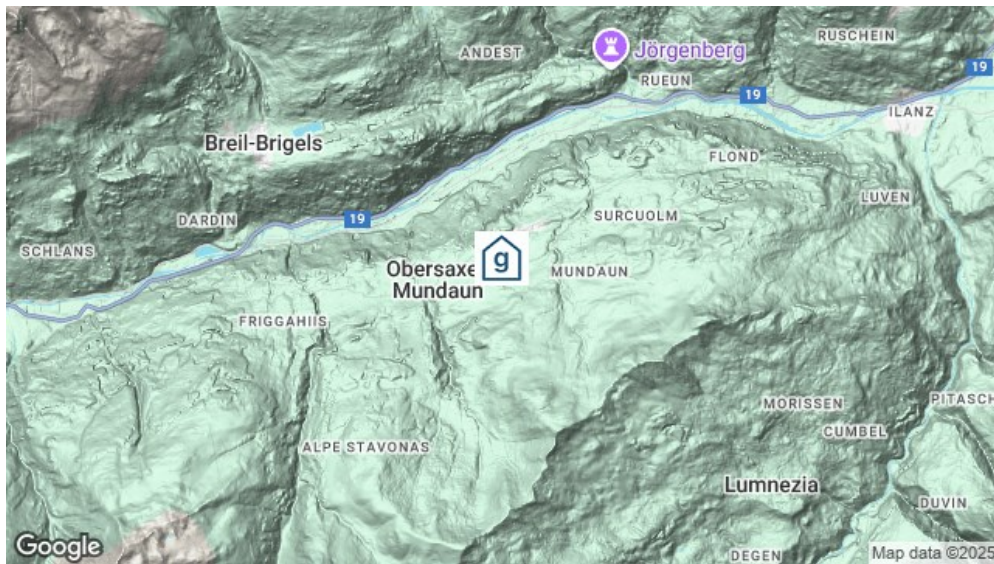 RUSCHEIN
ANDEST
Jörgenberg
19
RUEUN
19
ILANZ
Breil-Brigels
FLOND
LUVEN
DARDIN
19
SURCUOLM
SCHLANS
g
Obersaxe
Mundaun
MUNDAUN
FRIGGAHIIS
MORISSEN
PITASCH
CUMBEL
ALPE STAVONAS
Lumnezia
DUVIN
Google
DEGEN
Map data ©2025